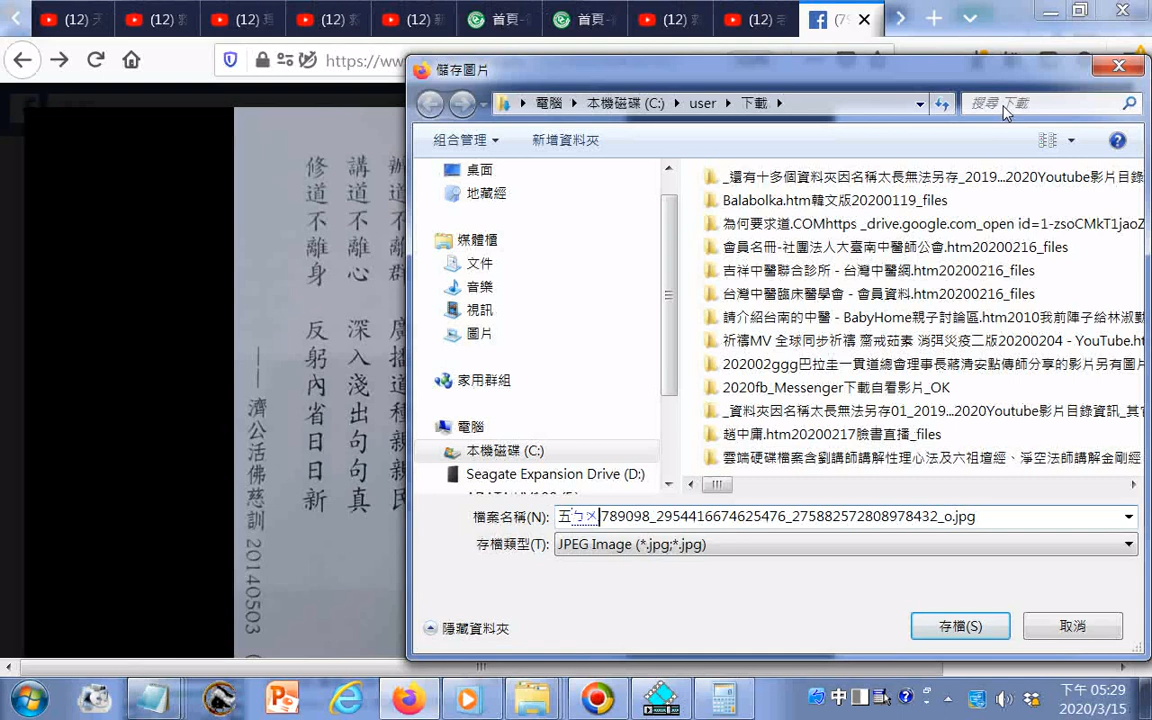 (12) 天
(12) 彰
(12) 理
(12) 彰
(12) 華
首頁-
首頁-
(12)
(12) 老
(79
https://www
儲存圖片
電腦
本機磁碟 (C:)
user
下載
搜尋 下載
組合管理
新增資料夾
桌面
地藏經
媒體櫃
文件
音樂
視訊
圖片
家用群組
電腦
本機磁碟 (C:)
Seagate Expansion Drive (D:)
_還有十多個資料夾因名稱太長無法另存_2019...2020Youtube影片目錄
Balabolka.htm韓文版20200119_files
為何要求道.COMhttps _drive.google.com_open id=1-zsoCMkT1jaoZ
會員名冊-社團法人大臺南中醫師公會.htm20200216_files
吉祥中醫聯合診所 - 台灣中醫網.htm20200216_files
台灣中醫臨床醫學會 - 會員資料.htm20200216_files
請介紹台南的中醫 - BabyHome親子討論區.htm2010我前陣子給林淑勤
祈禱MV 全球同步祈禱 齋戒茹素 消弭災疫二版20200204 - YouTube.ht
202002ggg巴拉圭一貫道總會理事長蔣清安點傳師分享的影片另有圖片
2020fb_Messenger下載自看影片_OK
_資料夾因名稱太長無法另存01_2019...2020Youtube影片目錄資訊_其它
趙中庸.htm20200217臉書直播_files
雲端硬碟檔案含劉講師講解性理心法及六祖壇經、淨空法師講解金剛經
檔案名稱(N):
五ㄅㄨ789098_2954416674625476_275882572808978432_o.jpg
存檔類型(T):
JPEG Image (*.jpg;*.jpg)
隱藏資料夾
存檔(S)
取消
辦道不離群 廣播道種親親民
講道不離心 深入淺出句句真
修道不離身 反躬內省日日新
——濟公活佛慈訓 20140503 (
中
下午 05:29
2020/3/15